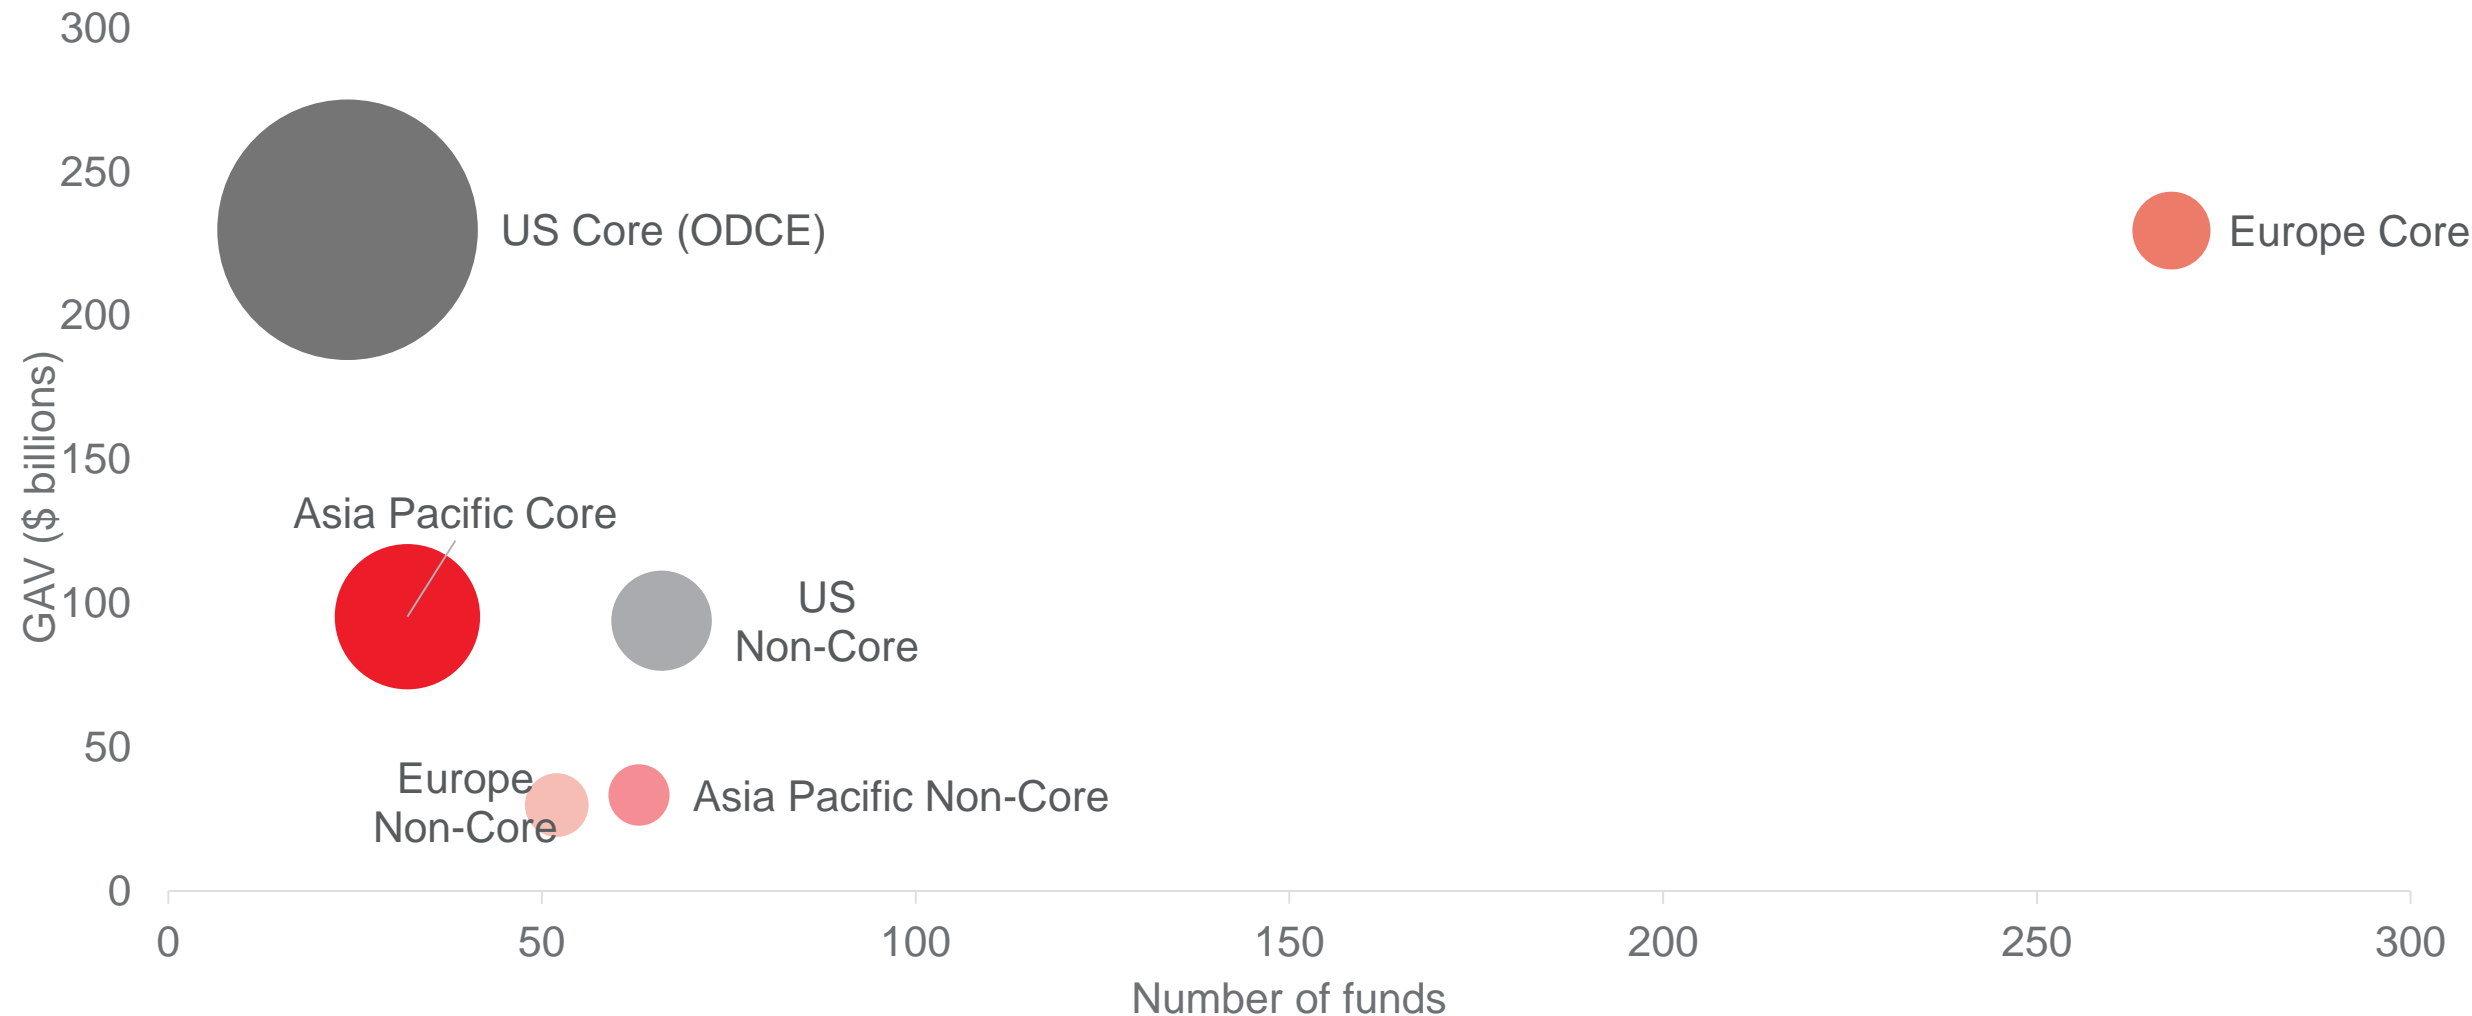 300
250
200
150
100
50
0
GAV ($ billions)
US Core (ODCE)
Europe Core
Asia Pacific Core
US
Non-Core
Europe
Non-Core
Asia Pacific Non-Core
0 50 100 150 200 250 300
Number of funds